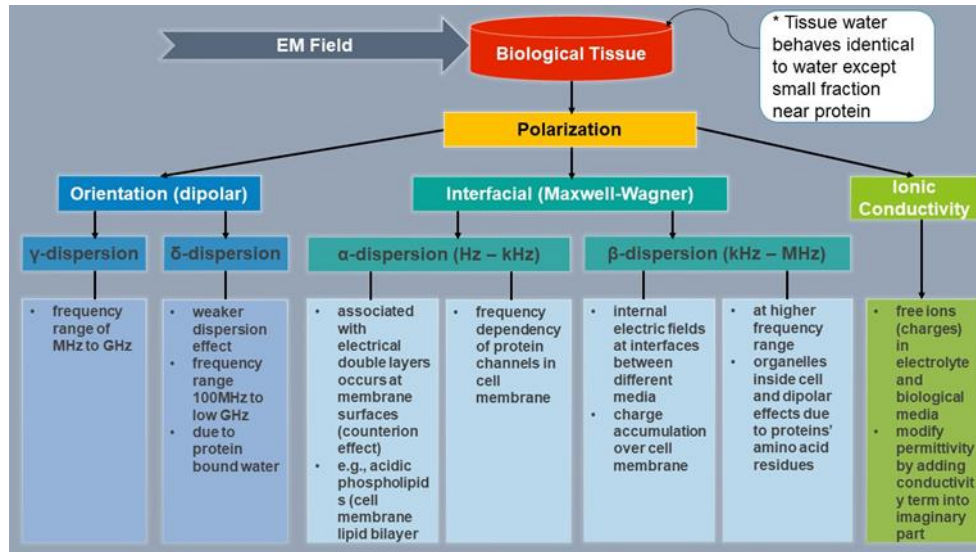 EM Field
Biological Tissue
* Tissue water
behaves identical
to water except
small fraction
near protein
Polarization
Orientation (dipolar)
Interfacial (Maxwell-Wagner)
Ionic
Conductivity
γ-dispersion
δ-dispersion
α-dispersion (Hz – kHz)
β-dispersion (kHz – MHz)
• frequency
range of
MHz to GHz
• weaker
dispersion
effect
• frequency
range
100MHz to
low GHz
• due to
protein
bound water
• associated
with
electrical
double layers
occurs at
membrane
surfaces
(counterion
effect)
• e.g., acidic
phospholipid
s (cell
membrane
lipid bilayer
• frequency
dependency
of protein
channels in
cell
membrane
• internal
electric fields
at interfaces
between
different
media
• charge
accumulation
over cell
membrane
• at higher
frequency
range
• organelles
inside cell
and dipolar
effects due
to proteins'
amino acid
residues
• free ions
(charges) in
electrolyte
and
biological
media
• modify
permittivity
by adding
conductivit
y term into
imaginary
part